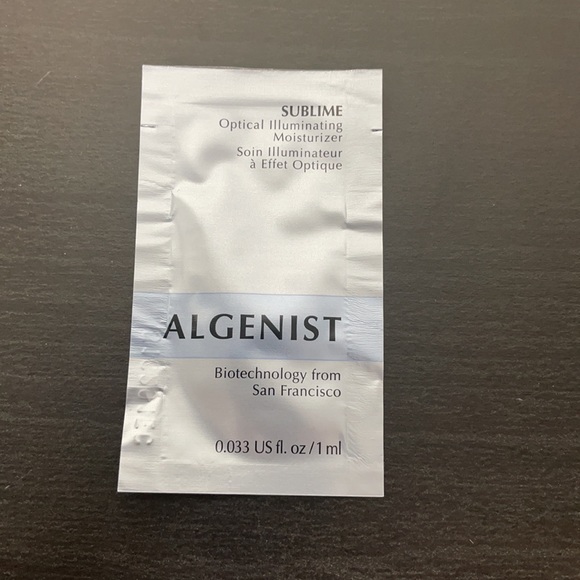 SUBLIME
Optical Illuminating
Moisturizer
Soin Illuminateur
à Effet Optique
ALGENIST
Biotechnology from
San Francisco
0.033 US fl. oz / 1 ml